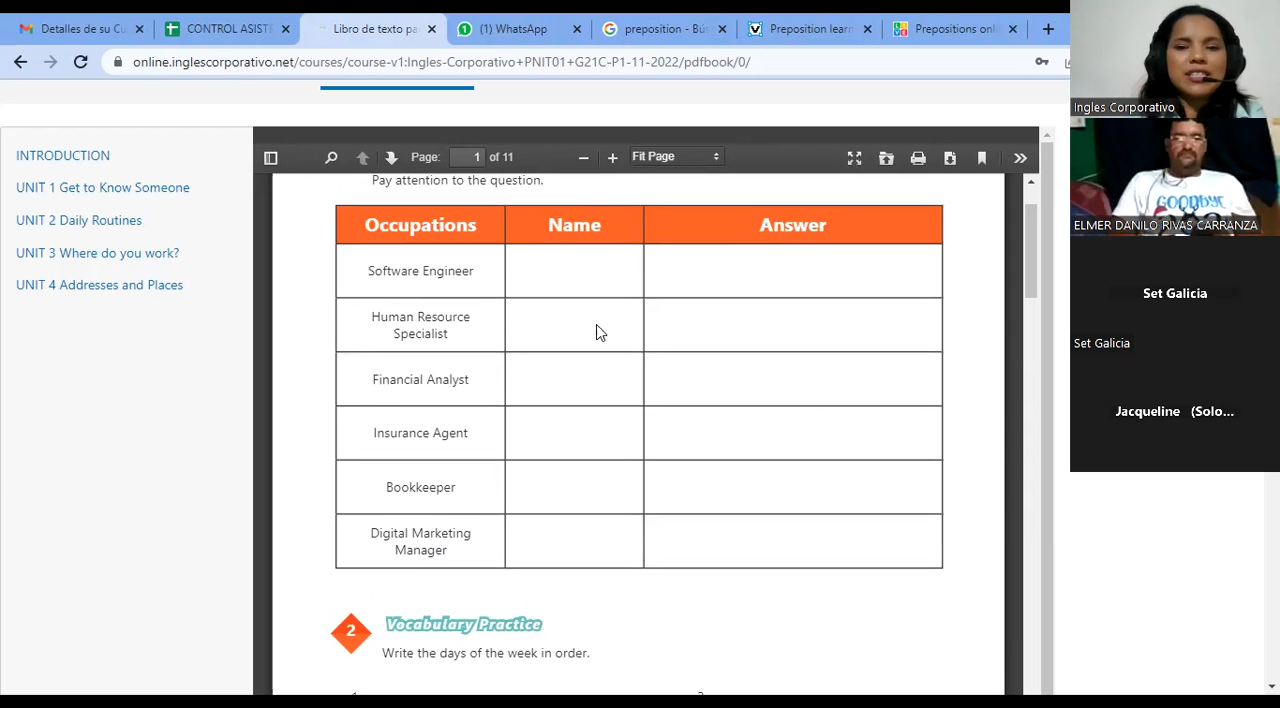 Detalles de su Cu
CONTROL ASIST
Libro de texto pa
(1) WhatsApp
preposition - Bús
Preposition learn
Prepositions onli
online.inglescorporativo.net/courses/course-v1:Ingles-Corporativo+PNIT01+G21C-P1-11-2022/pdfbook/0/
INTRODUCTION
UNIT 1 Get to Know Someone
UNIT 2 Daily Routines
UNIT 3 Where do you work?
UNIT 4 Addresses and Places
Page: 1 of 11
Fit Page
Pay attention to the question.
Occupations Name Answer
Software Engineer
Human Resource
Specialist
Financial Analyst
Insurance Agent
Bookkeeper
Digital Marketing
Manager
2 Vocabulary Practice
Write the days of the week in order.
Ingles Corporativo
GOODBYE
ELMER DANILO RIVAS CARRANZA
Set Galicia
Set Galicia
Jacqueline (Solo...